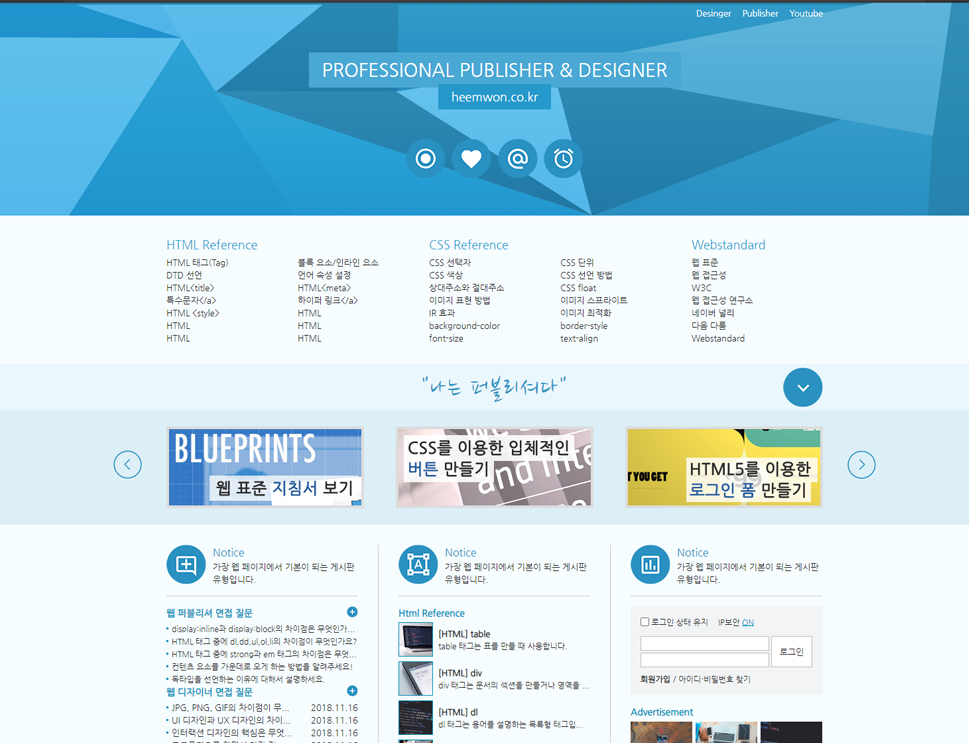 Desinger Publisher Youtube
PROFESSIONAL PUBLISHER & DESIGNER
heemwon.co.kr
HTML Reference
HTML 태그(Tag)
DTD 선언
HTML<title>
특수문자</a>
HTML <style>
HTML
HTML
블록 요소/인라인 요소
언어 속성 설정
HTML<meta>
하이퍼 링크</a>
HTML
HTML
HTML
CSS Reference
CSS 선택자
CSS 색상
상대주소와 절대주소
이미지 표현 방법
IR 효과
background-color
font-size
CSS 단위
CSS 선언 방법
CSS float
이미지 스프라이트
이미지 최적화
border-style
text-align
Webstandard
웹 표준
웹 접근성
W3C
웹 접근성 연구소
네이버 널리
다음 다룸
Webstandard
"나는 퍼블리셔다"
BLUEPRINTS
웹 표준 지침서 보기
CSS를 이용한 입체적인
버튼 만들기
and inte
T YOU GET
HTML5를 이용한
로그인 폼 만들기
Notice
가장 웹 페이지에서 기본이 되는 게시판
유형입니다.
웹 퍼블리셔 면접 질문
display:inline과 display:block의 차이점은 무엇인가...
HTML 태그 중에 dl,dd,ul,ol,li의 차이점이 무엇인가요?
HTML 태그 중에 strong과 em 태그의 차이점은 무엇...
컨텐츠 요소를 가운데로 오게 하는 방법을 알려주세요!
독타입을 선언하는 이유에 대해서 설명하세요.
웹 디자이너 면접 질문
JPG, PNG, GIF의 차이점이 무... 2018.11.16
UI 디자인과 UX 디자인의 차이... 2018.11.16
인터랙션 디자인의 핵심은 무엇... 2018.11.16
Notice
가장 웹 페이지에서 기본이 되는 게시판
유형입니다.
Html Reference
[HTML] table
table 태그는 표를 만들 때 사용합니다.
[HTML] div
div 태그는 문서의 섹션을 만들거나 영역을 ...
[HTML] dl
dl 태그는 용어를 설명하는 목록형 태그입...
Notice
가장 웹 페이지에서 기본이 되는 게시판
유형입니다.
로그인 상태 유지 IP보안 ON
로그인
회원가입 / 아이디·비밀번호 찾기
Advertisement